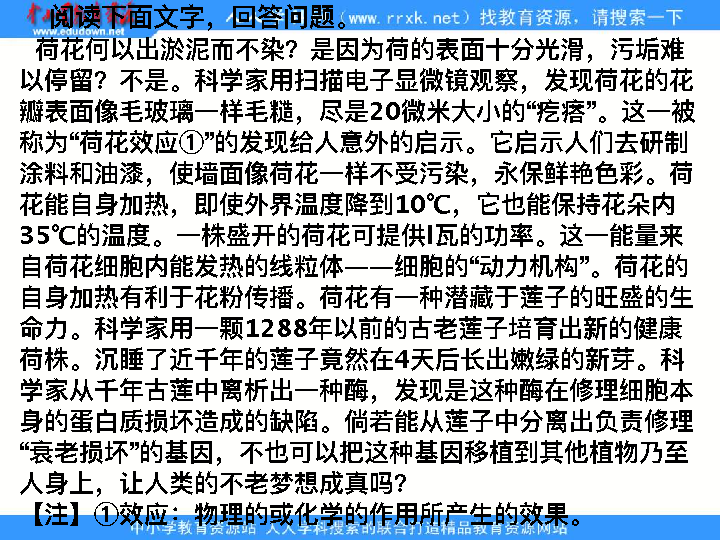 阅读下面文字，回答问题。
（www.rrxk.net）找教育资源，请搜索一下
www.edudown.net
荷花何以出淤泥而不染？是因为荷的表面十分光滑，污垢难
以停留？不是。科学家用扫描电子显微镜观察，发现荷花的花
瓣表面像毛玻璃一样毛糙，尽是20微米大小的“疙瘩”。这一被
称为“荷花效应①”的发现给人意外的启示。它启示人们去研制
涂料和油漆，使墙面像荷花一样不受污染，永保鲜艳色彩。荷
花能自身加热，即使外界温度降到10℃，它也能保持花朵内
35℃的温度。一株盛开的荷花可提供l瓦的功率。这一能量来
自荷花细胞内能发热的线粒体——细胞的“动力机构”。荷花的
自身加热有利于花粉传播。荷花有一种潜藏于莲子的旺盛的生
命力。科学家用一颗1288年以前的古老莲子培育出新的健康
荷株。沉睡了近千年的莲子竟然在4天后长出嫩绿的新芽。科
学家从千年古莲中离析出一种酶，发现是这种酶在修理细胞本
身的蛋白质损坏造成的缺陷。倘若能从莲子中分离出负责修理
“衰老损坏”的基因，不也可以把这种基因移植到其他植物乃至
人身上，让人类的不老梦想成真吗？
【注】①效应：物理的或化学的作用所产生的效果。
中小学教育资源站 人人学科搜索的联合打造精品教育资源网站